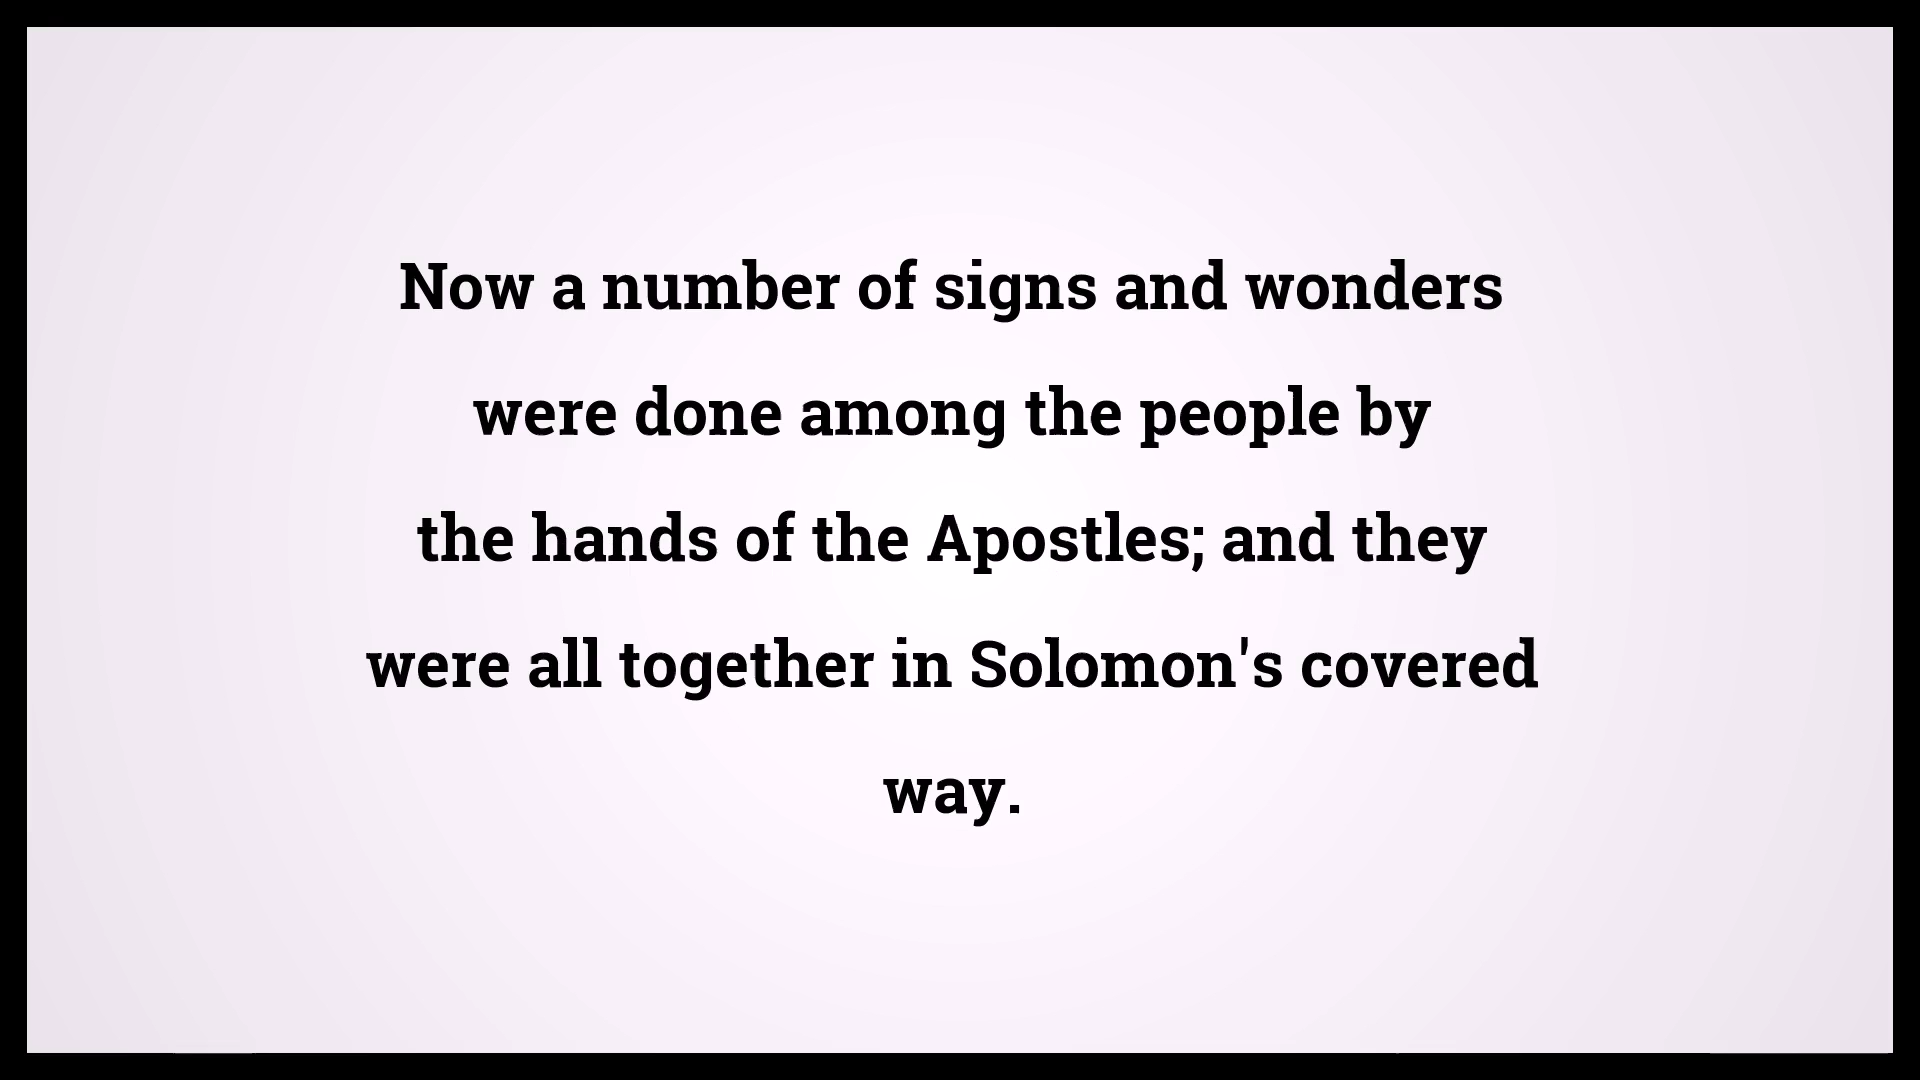 Now a number of signs and wonders
were done among the people by
the hands of the Apostles; and they
were all together in Solomon's covered
way.